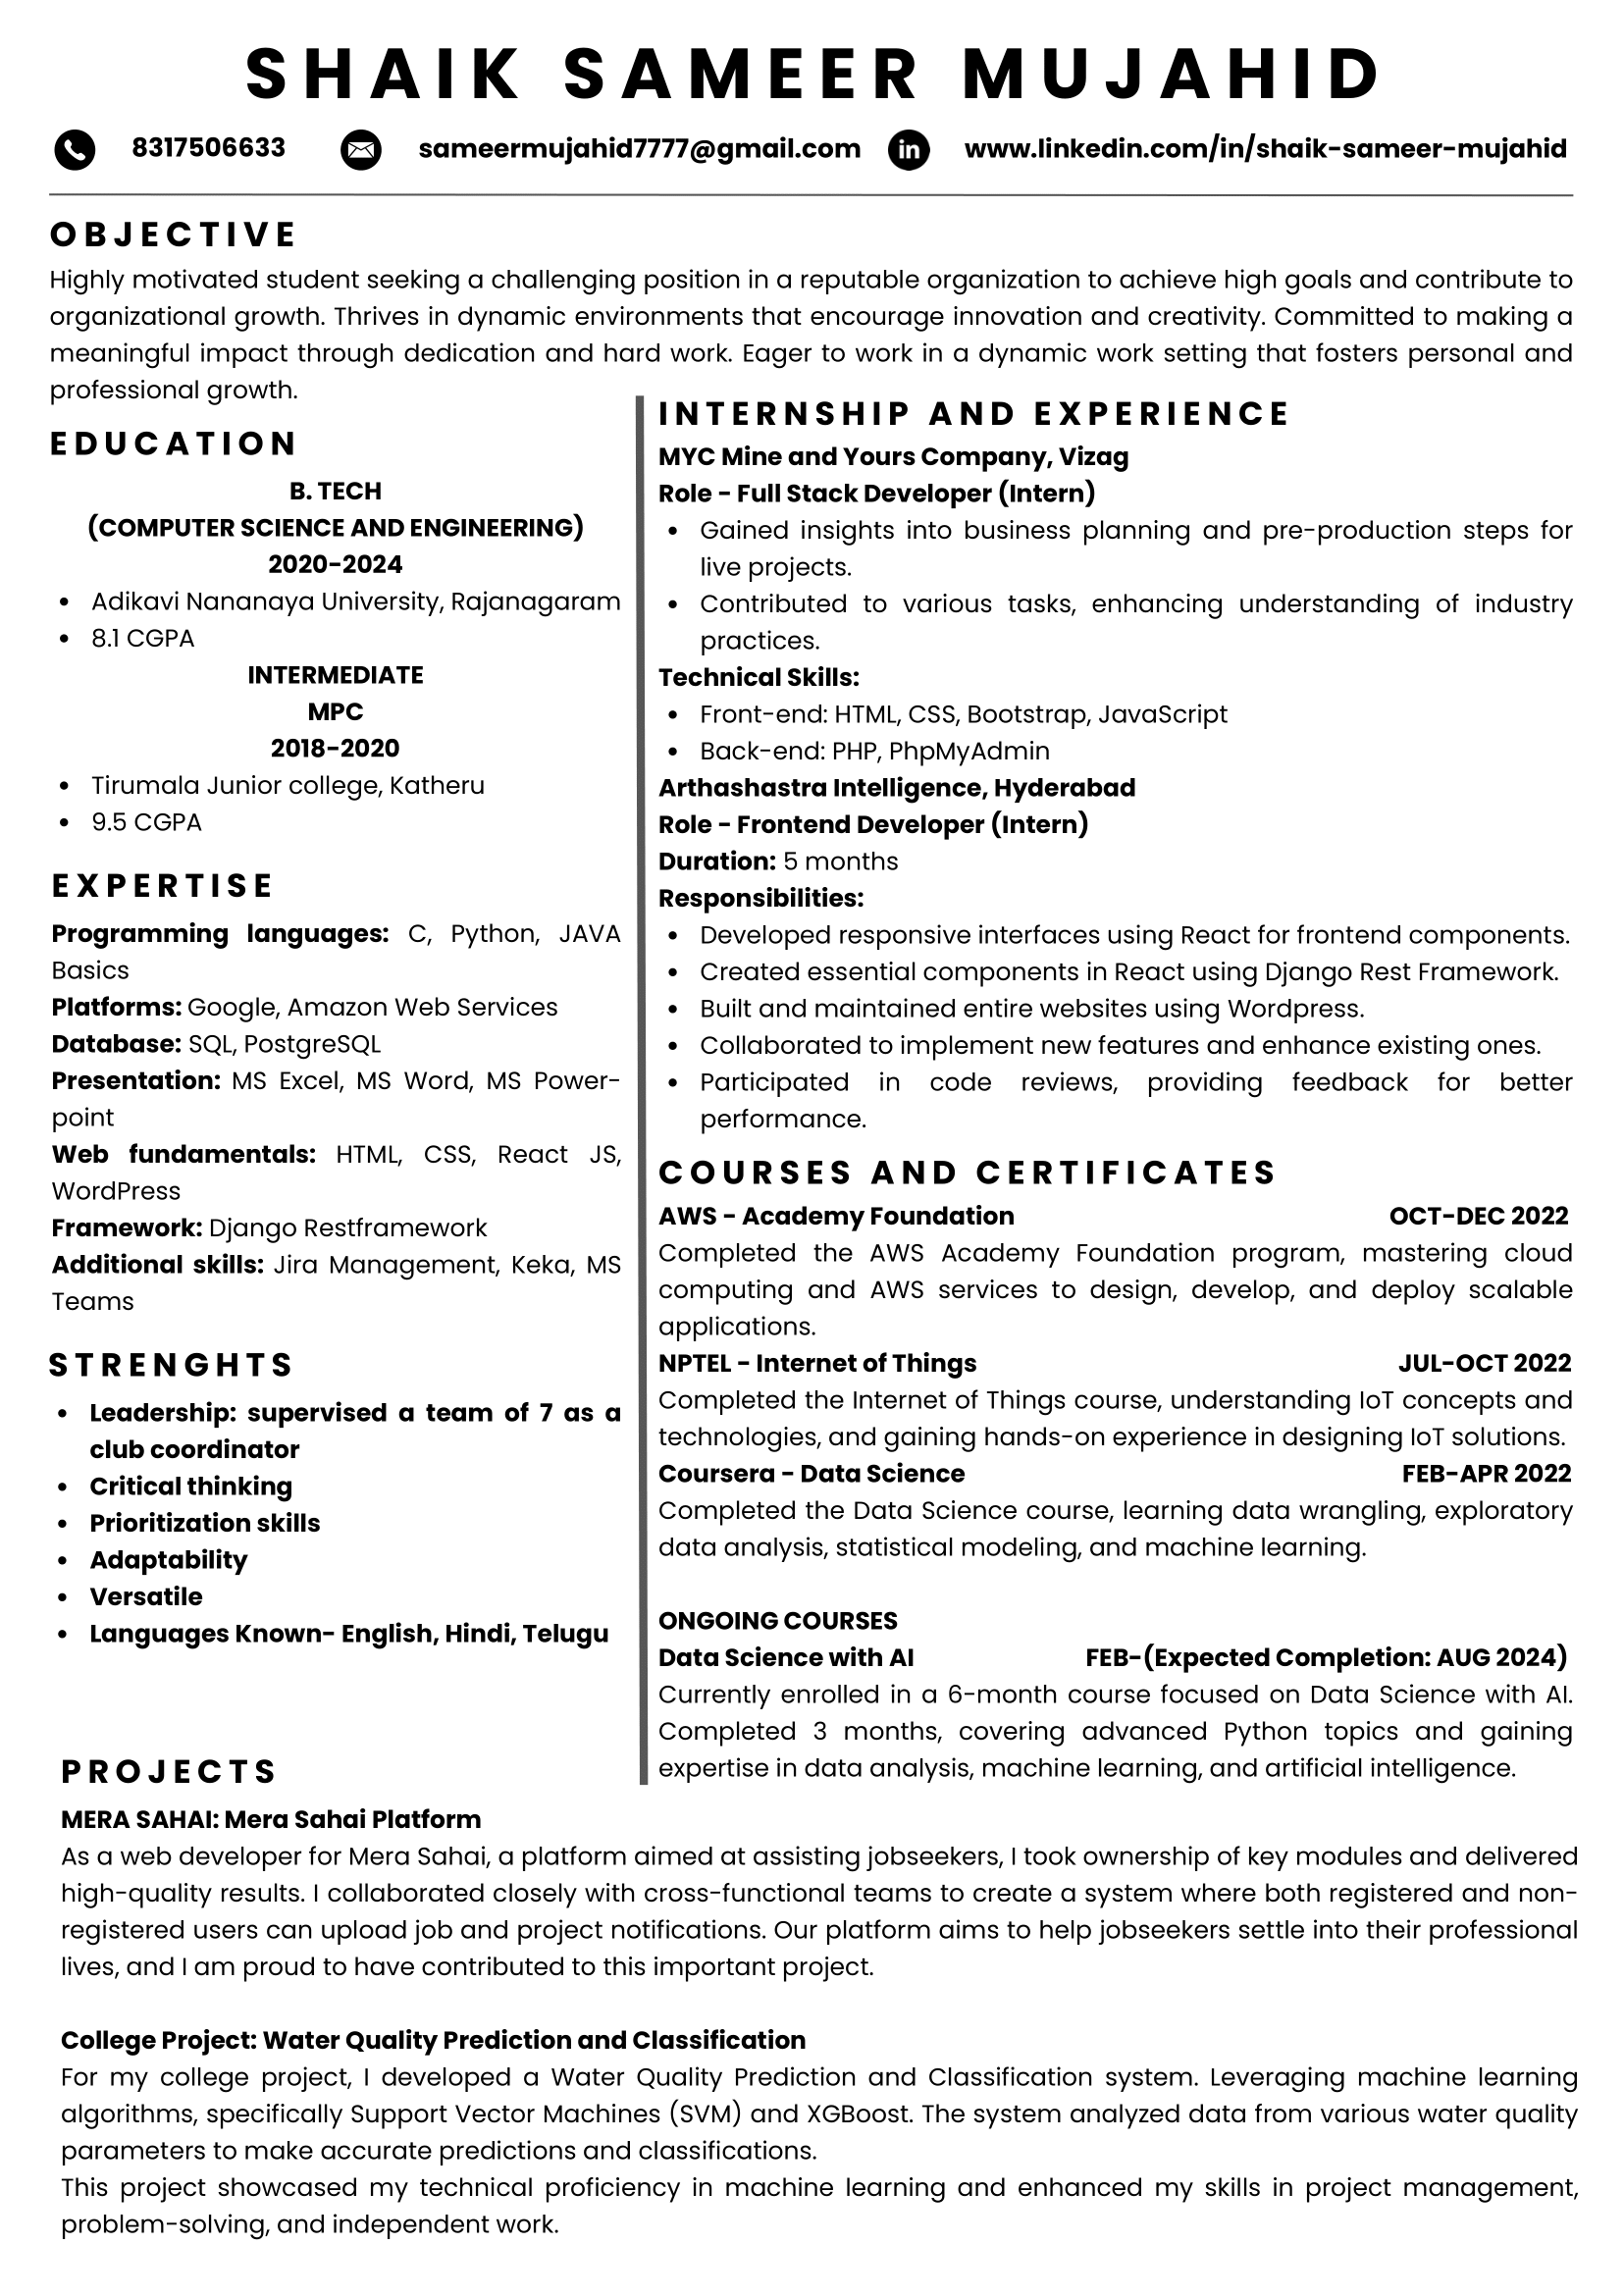 SHAIK SAMEER MUJAHID
8317506633
sameermujahid7777@gmail.com
www.linkedin.com/in/shaik-sameer-mujahid
OBJECTIVE
Highly motivated student seeking a challenging position in a reputable organization to achieve high goals and contribute to
organizational growth. Thrives in dynamic environments that encourage innovation and creativity. Committed to making a
meaningful impact through dedication and hard work. Eager to work in a dynamic work setting that fosters personal and
professional growth.
EDUCATION
B. TECH
(COMPUTER SCIENCE AND ENGINEERING)
2020-2024
• Adikavi Nananaya University, Rajanagaram
• 8.1 CGPA
INTERMEDIATE
MPC
2018-2020
• Tirumala Junior college, Katheru
• 9.5 CGPA
EXPERTISE
Programming languages: C, Python, JAVA
Basics
Platforms: Google, Amazon Web Services
Database: SQL, PostgreSQL
Presentation: MS Excel, MS Word, MS Power-
point
Web fundamentals: HTML, CSS, React JS,
WordPress
Framework: Django Restframework
Additional skills: Jira Management, Keka, MS
Teams
STRENGHTS
• Leadership: supervised a team of 7 as a
club coordinator
• Critical thinking
• Prioritization skills
• Adaptability
• Versatile
• Languages Known- English, Hindi, Telugu
INTERNSHIP AND EXPERIENCE
MYC Mine and Yours Company, Vizag
Role - Full Stack Developer (Intern)
• Gained insights into business planning and pre-production steps for
live projects.
• Contributed to various tasks, enhancing understanding of industry
practices.
Technical Skills:
• Front-end: HTML, CSS, Bootstrap, JavaScript
• Back-end: PHP, PhpMyAdmin
Arthashastra Intelligence, Hyderabad
Role - Frontend Developer (Intern)
Duration: 5 months
Responsibilities:
• Developed responsive interfaces using React for frontend components.
• Created essential components in React using Django Rest Framework.
• Built and maintained entire websites using Wordpress.
• Collaborated to implement new features and enhance existing ones.
• Participated in code reviews, providing feedback for better
performance.
COURSES AND CERTIFICATES
AWS - Academy Foundation OCT-DEC 2022
Completed the AWS Academy Foundation program, mastering cloud
computing and AWS services to design, develop, and deploy scalable
applications.
NPTEL - Internet of Things JUL-OCT 2022
Completed the Internet of Things course, understanding IoT concepts and
technologies, and gaining hands-on experience in designing IoT solutions.
Coursera - Data Science FEB-APR 2022
Completed the Data Science course, learning data wrangling, exploratory
data analysis, statistical modeling, and machine learning.
ONGOING COURSES
Data Science with AI FEB-(Expected Completion: AUG 2024)
Currently enrolled in a 6-month course focused on Data Science with AI.
Completed 3 months, covering advanced Python topics and gaining
expertise in data analysis, machine learning, and artificial intelligence.
PROJECTS
MERA SAHAI: Mera Sahai Platform
As a web developer for Mera Sahai, a platform aimed at assisting jobseekers, I took ownership of key modules and delivered
high-quality results. I collaborated closely with cross-functional teams to create a system where both registered and non-
registered users can upload job and project notifications. Our platform aims to help jobseekers settle into their professional
lives, and I am proud to have contributed to this important project.
College Project: Water Quality Prediction and Classification
For my college project, I developed a Water Quality Prediction and Classification system. Leveraging machine learning
algorithms, specifically Support Vector Machines (SVM) and XGBoost. The system analyzed data from various water quality
parameters to make accurate predictions and classifications.
This project showcased my technical proficiency in machine learning and enhanced my skills in project management,
problem-solving, and independent work.